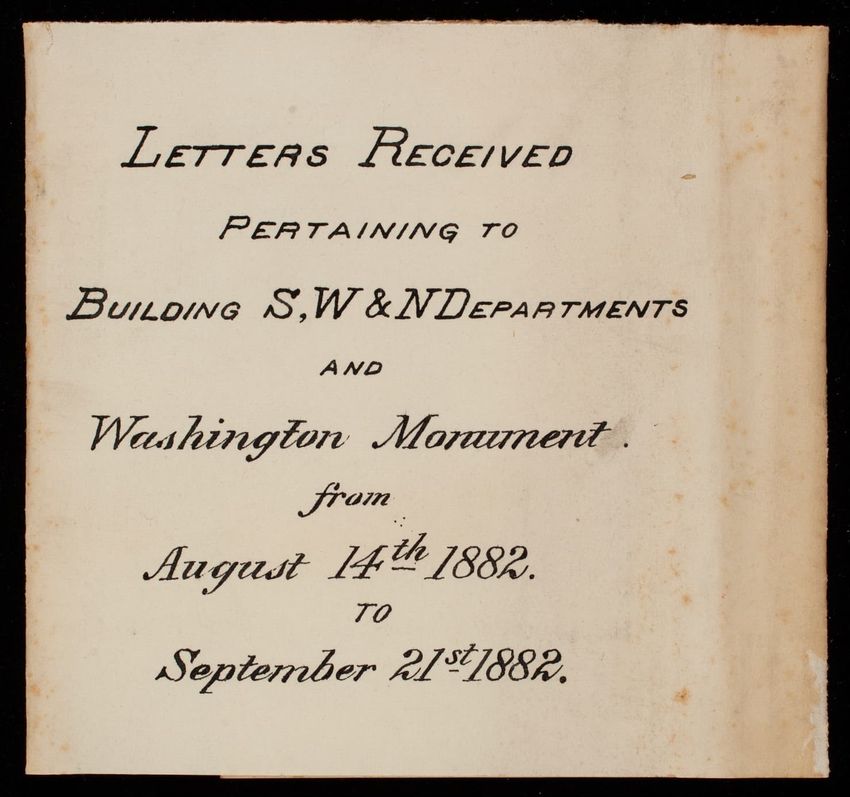 Letters Received
Pertaining to
Building S, W & N Departments
and
Washington Monument.
from
August 14th 1882.
to
September 21st 1882.